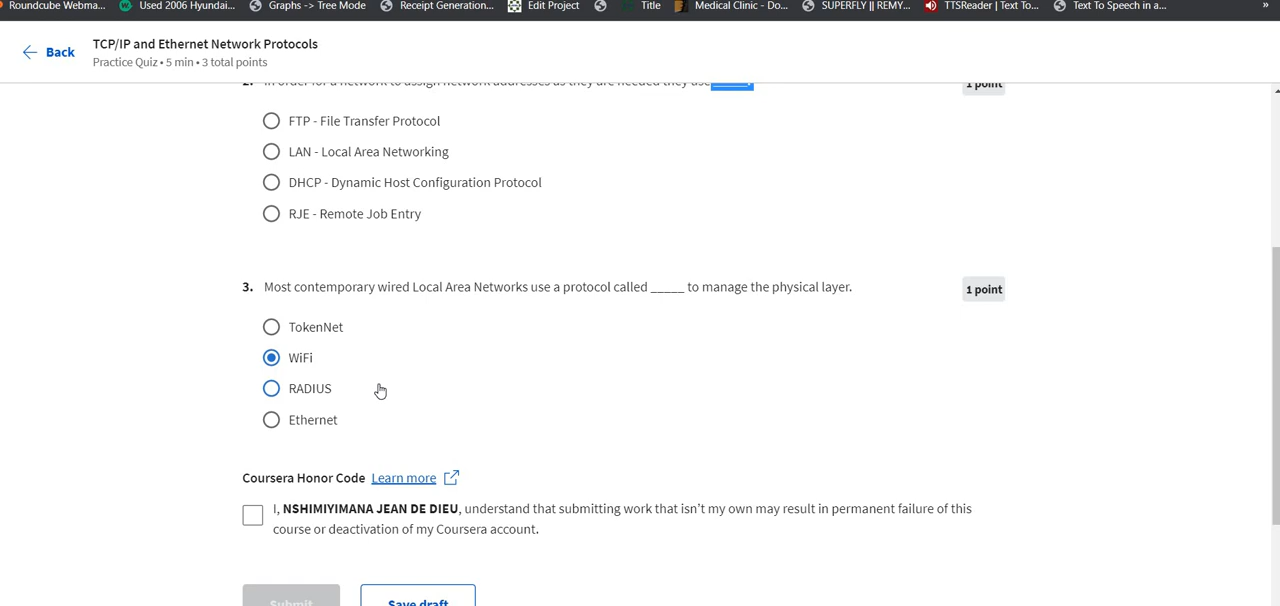 Roundcube Webma... Used 2006 Hyundai... Graphs -> Tree Mode Receipt Generation... Edit Project Title Medical Clinic - Do... SUPERFLY || REMY... TTSReader | Text To... Text To Speech in a... »
Back
TCP/IP and Ethernet Network Protocols
Practice Quiz • 5 min • 3 total points
2. In order for a network to assign network addresses as they are needed they use _____.
1 point
FTP - File Transfer Protocol
LAN - Local Area Networking
DHCP - Dynamic Host Configuration Protocol
RJE - Remote Job Entry
3. Most contemporary wired Local Area Networks use a protocol called _____ to manage the physical layer.
1 point
TokenNet
WiFi
RADIUS
Ethernet
Coursera Honor Code Learn more
I, NSHIMIYIMANA JEAN DE DIEU, understand that submitting work that isn't my own may result in permanent failure of this
course or deactivation of my Coursera account.
Submit Save draft